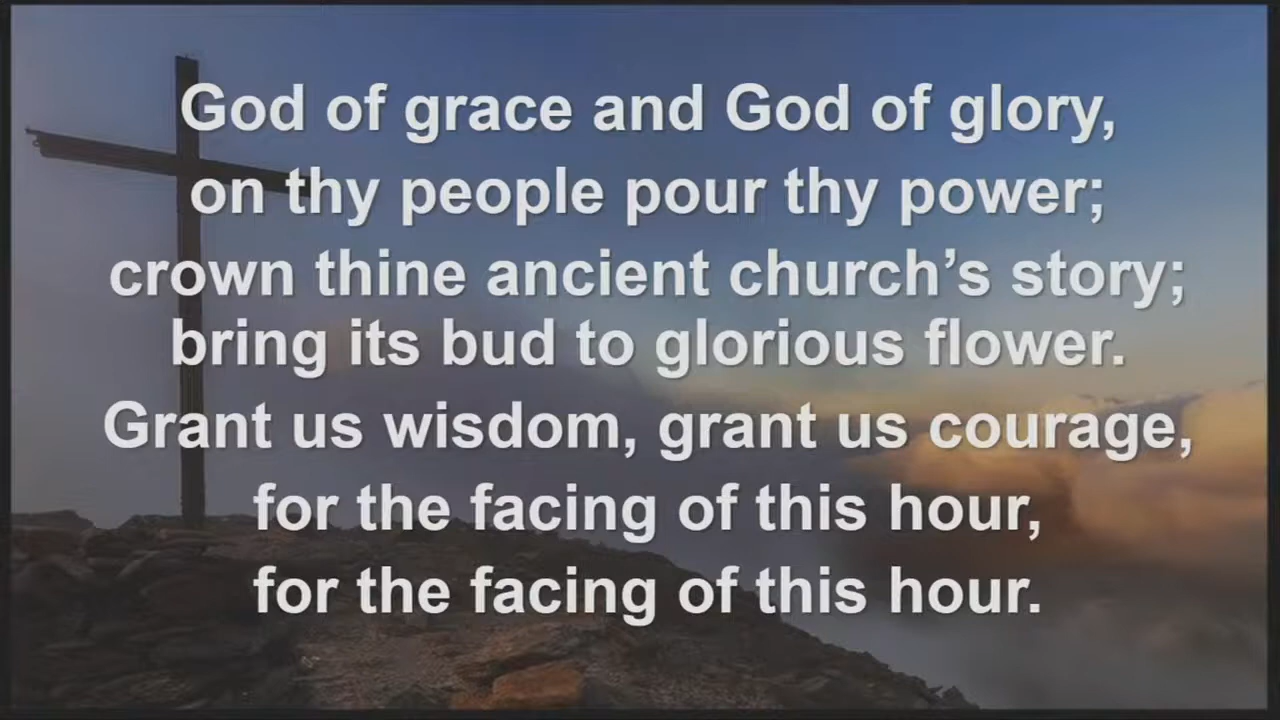 God of grace and God of glory,
on thy people pour thy power;
crown thine ancient church’s story;
bring its bud to glorious flower.
Grant us wisdom, grant us courage,
for the facing of this hour,
for the facing of this hour.